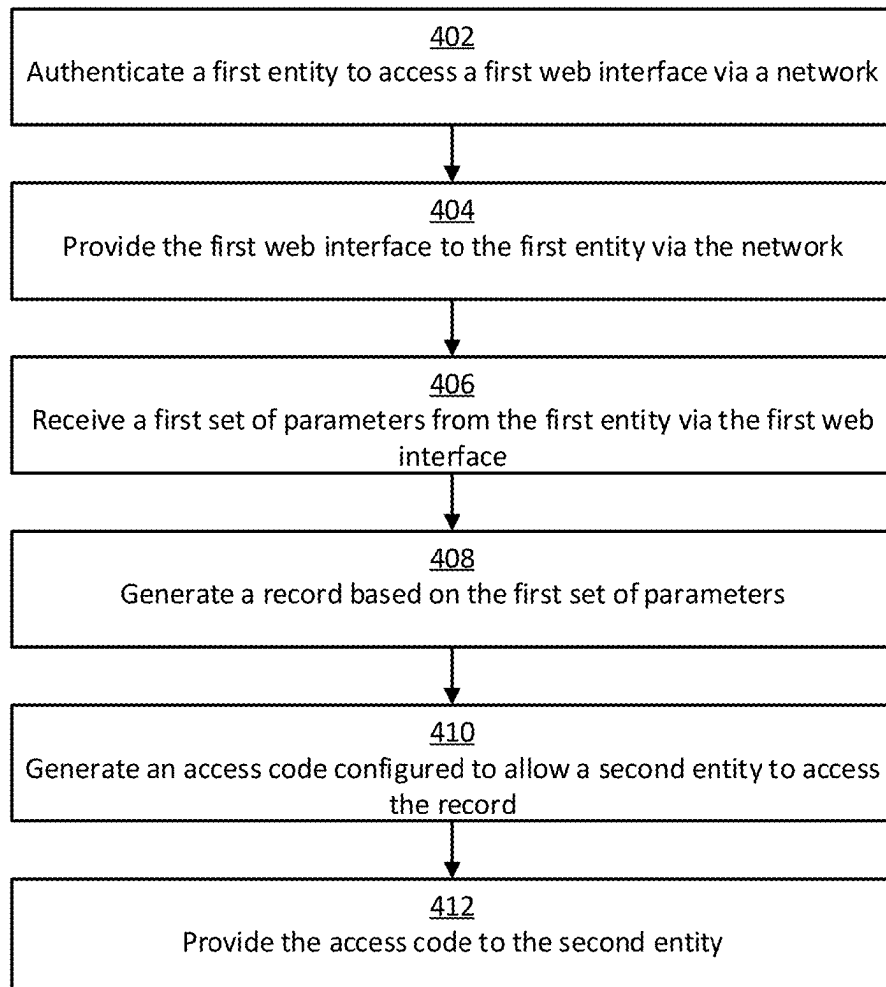 402
Authenticate a first entity to access a first web interface via a network
404
Provide the first web interface to the first entity via the network
406
Receive a first set of parameters from the first entity via the first web
interface
408
Generate a record based on the first set of parameters
410
Generate an access code configured to allow a second entity to access
the record
412
Provide the access code to the second entity